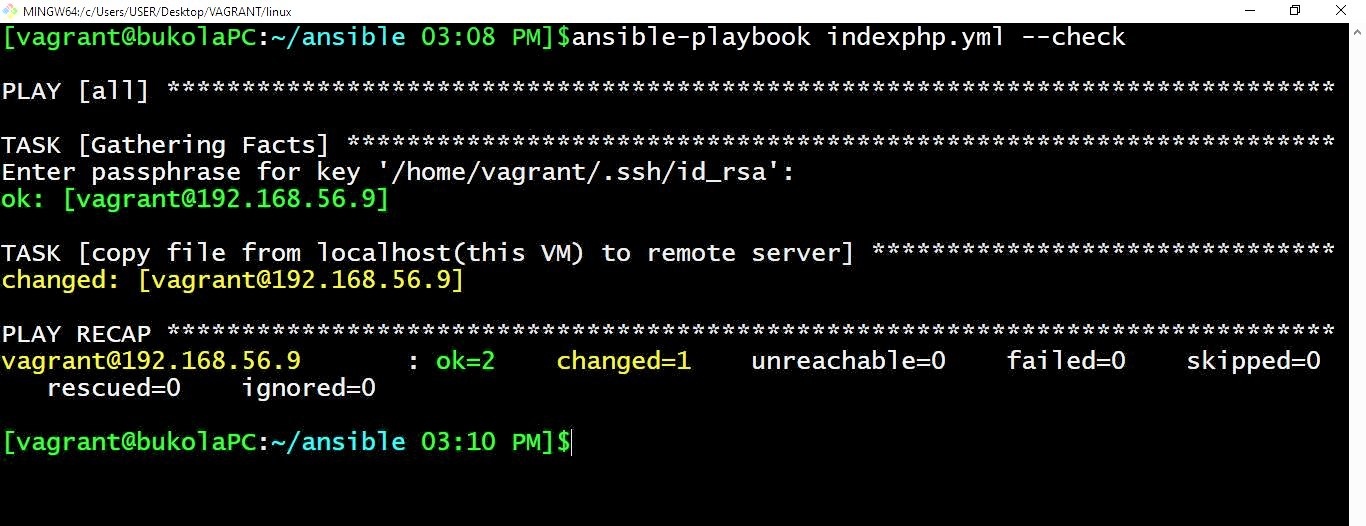 MINGW64:/c/Users/USER/Desktop/VAGRANT/linux
[vagrant@bukolaPC:~/ansible 03:08 PM]$ansible-playbook indexphp.yml --check
PLAY [all] ******************************************************************************
TASK [Gathering Facts] ******************************************************************
Enter passphrase for key '/home/vagrant/.ssh/id_rsa':
ok: [vagrant@192.168.56.9]
TASK [copy file from localhost(this VM) to remote server] *******************************
changed: [vagrant@192.168.56.9]
PLAY RECAP ******************************************************************************
vagrant@192.168.56.9       : ok=2    changed=1    unreachable=0    failed=0    skipped=0
   rescued=0    ignored=0
[vagrant@bukolaPC:~/ansible 03:10 PM]$